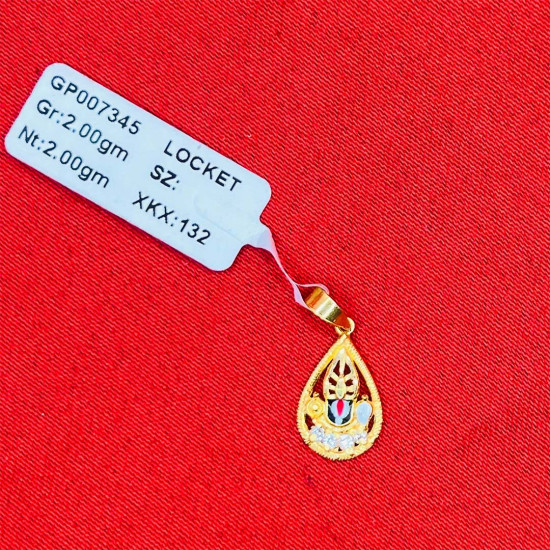 GP007345
Gr:2.00gm
Nt:2.00gm
LOCKET
SZ:
XKX:132